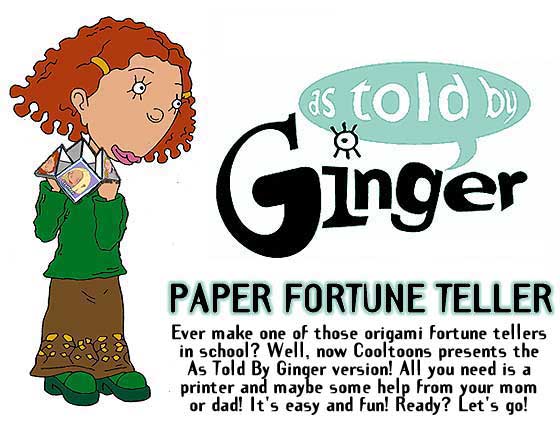 as told by
Ginger
PAPER FORTUNE TELLER
Ever make one of those origami fortune tellers
in school? Well, now Cooltoons presents the
As Told By Ginger version! All you need is a
printer and maybe some help from your mom
or dad! It's easy and fun! Ready? Let's go!